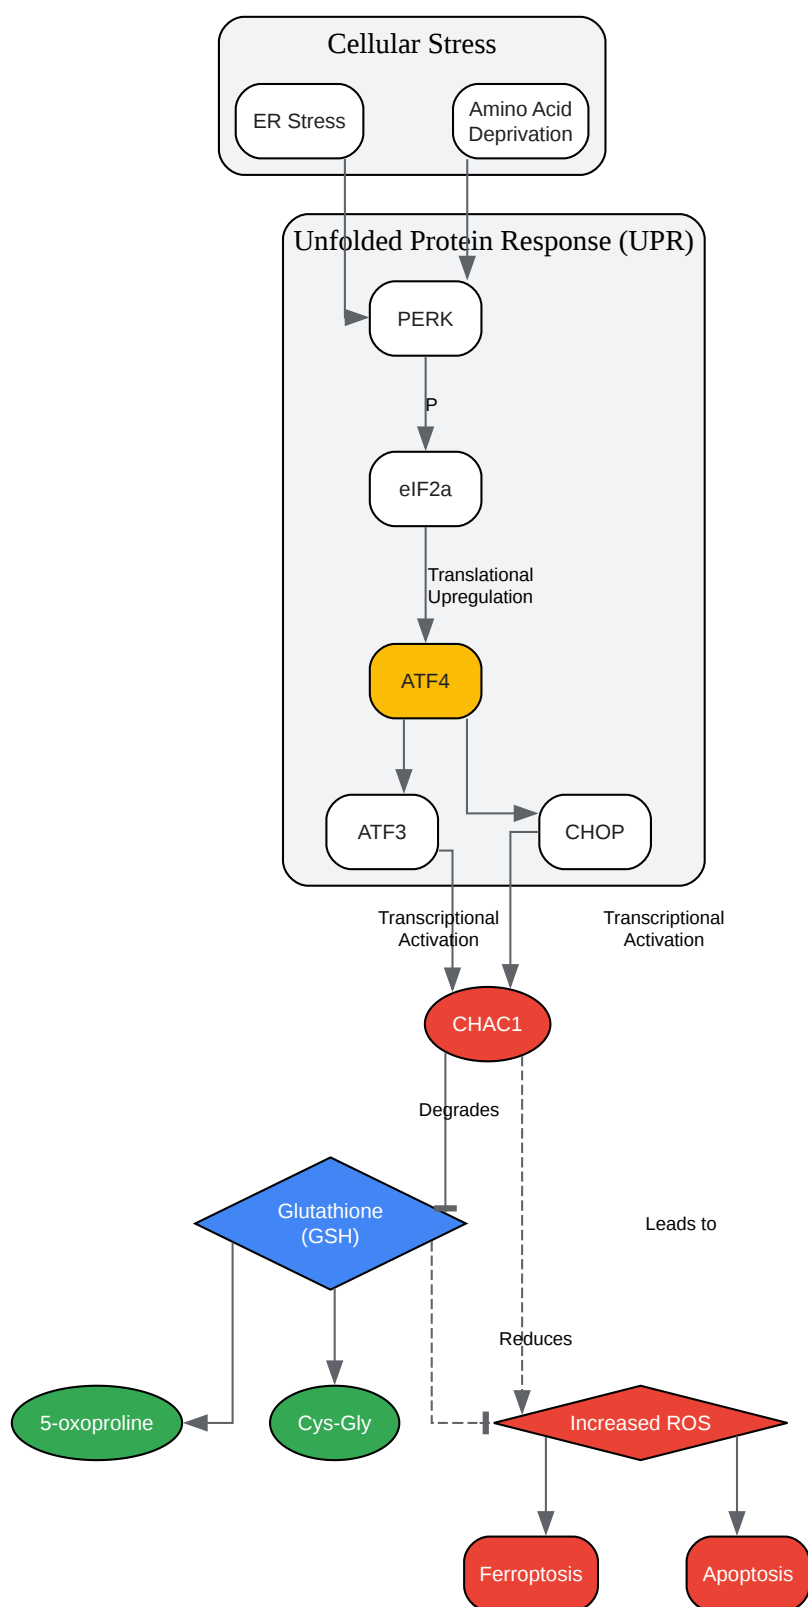 Cellular Stress
ER Stress
Amino Acid
Deprivation
Unfolded Protein Response (UPR)
PERK
P
eIF2a
Translational
Upregulation
ATF4
ATF3
CHOP
Transcriptional
Activation
Transcriptional
Activation
CHAC1
Degrades
Glutathione
(GSH)
Leads to
Reduces
5-oxoproline
Cys-Gly
Increased ROS
Ferroptosis
Apoptosis